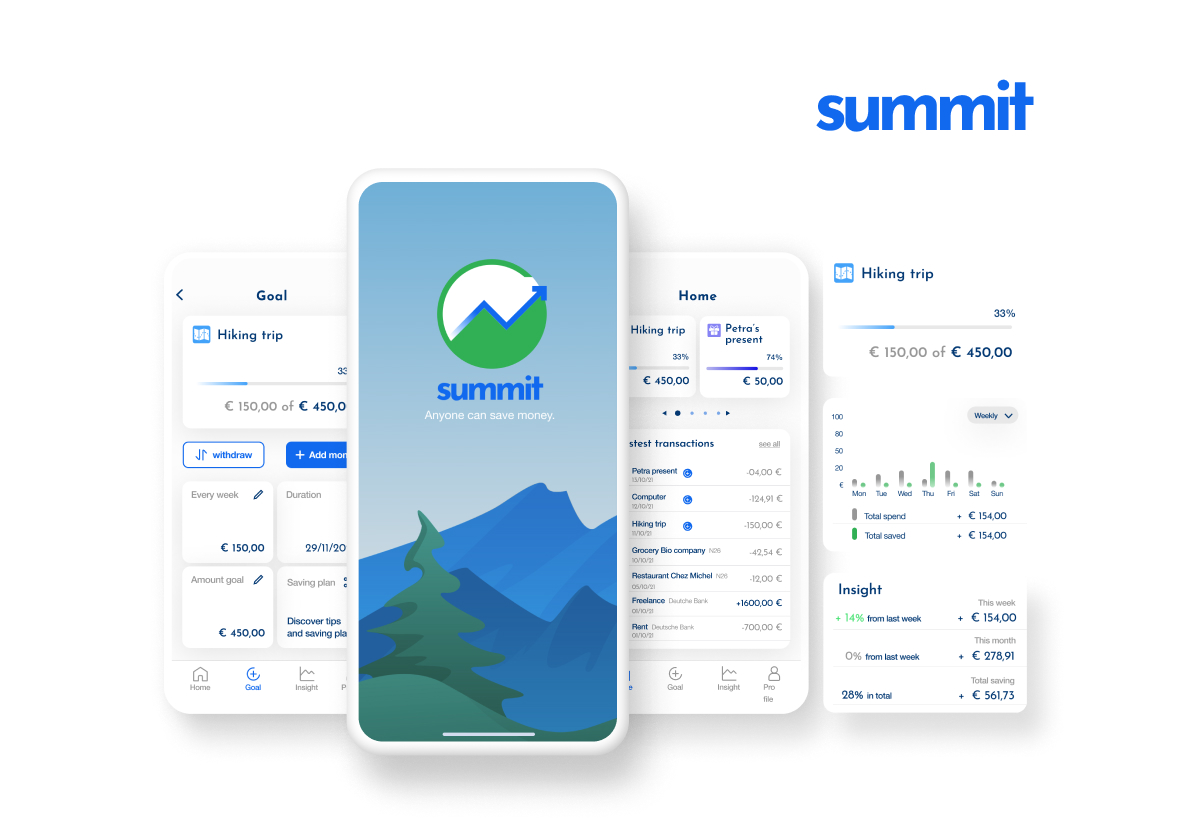 summit
Goal
Hiking trip
€ 150,00 of € 450,0
withdraw
+ Add mon
Every week
€ 150,00
Duration
29/11/20
Amount goal
€ 450,00
Saving plan
Discover tips
and saving pla
Home
Goal
Insight
P
summit
Anyone can save money.
Home
Hiking trip
33%
€ 450,00
Petra's
present
74%
€ 50,00
stest transactions
see all
Petra present
-04,00 €
13/10/21
Computer
-124,91 €
12/10/21
Hiking trip
-150,00 €
11/10/21
Grocery Bio company N26
-42,54 €
10/10/21
Restaurant Chez Michel N26
-12,00 €
05/10/21
Freelance Deutche Bank
+1600,00 €
01/10/21
Rent Deutsche Bank
-700,00 €
01/10/21
e
Goal
Insight
Pro
file
Hiking trip
33%
€ 150,00 of € 450,00
Weekly
100
80
50
20
€
Mon Tue Wed Thu Fri Sat Sun
Total spend + € 154,00
Total saved + € 154,00
Insight
This week
+ 14% from last week + € 154,00
This month
0% from last week + € 278,91
Total saving
28% in total + € 561,73